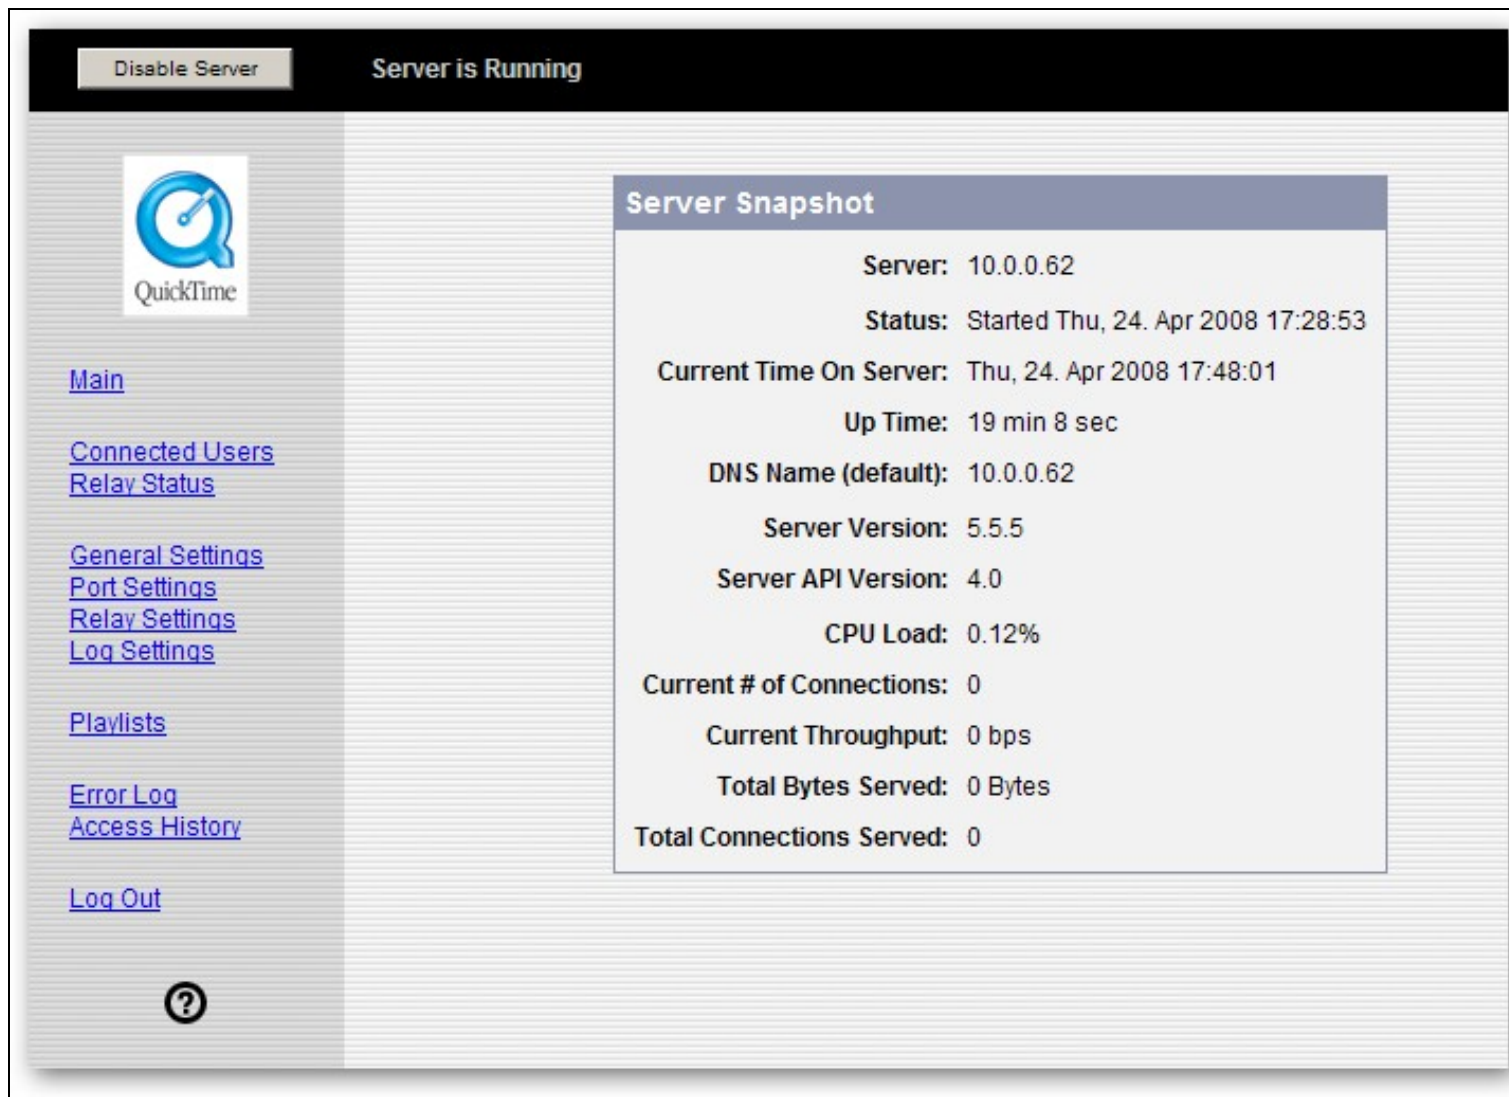 Disable Server
Server is Running
QuickTime
Main
Connected Users
Relay Status
General Settings
Port Settings
Relay Settings
Log Settings
Playlists
Error Log
Access History
Log Out
?
Server Snapshot
Server: 10.0.0.62
Status: Started Thu, 24. Apr 2008 17:28:53
Current Time On Server: Thu, 24. Apr 2008 17:48:01
Up Time: 19 min 8 sec
DNS Name (default): 10.0.0.62
Server Version: 5.5.5
Server API Version: 4.0
CPU Load: 0.12%
Current # of Connections: 0
Current Throughput: 0 bps
Total Bytes Served: 0 Bytes
Total Connections Served: 0